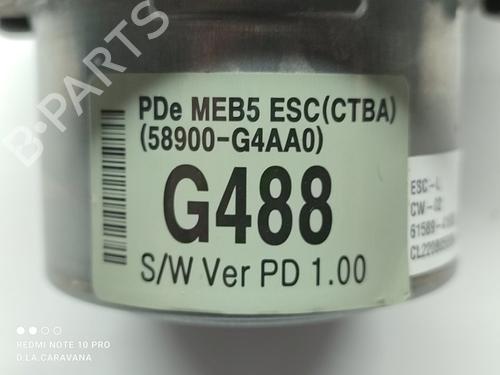 B-PARTS
PDe MEB5 ESC(CTBA)
(58900-G4AA0)
G488
S/W Ver PD 1.00
ESC-
CW-02
61589-
REDMI NOTE 10 PRO
D.LA.CARAVANA